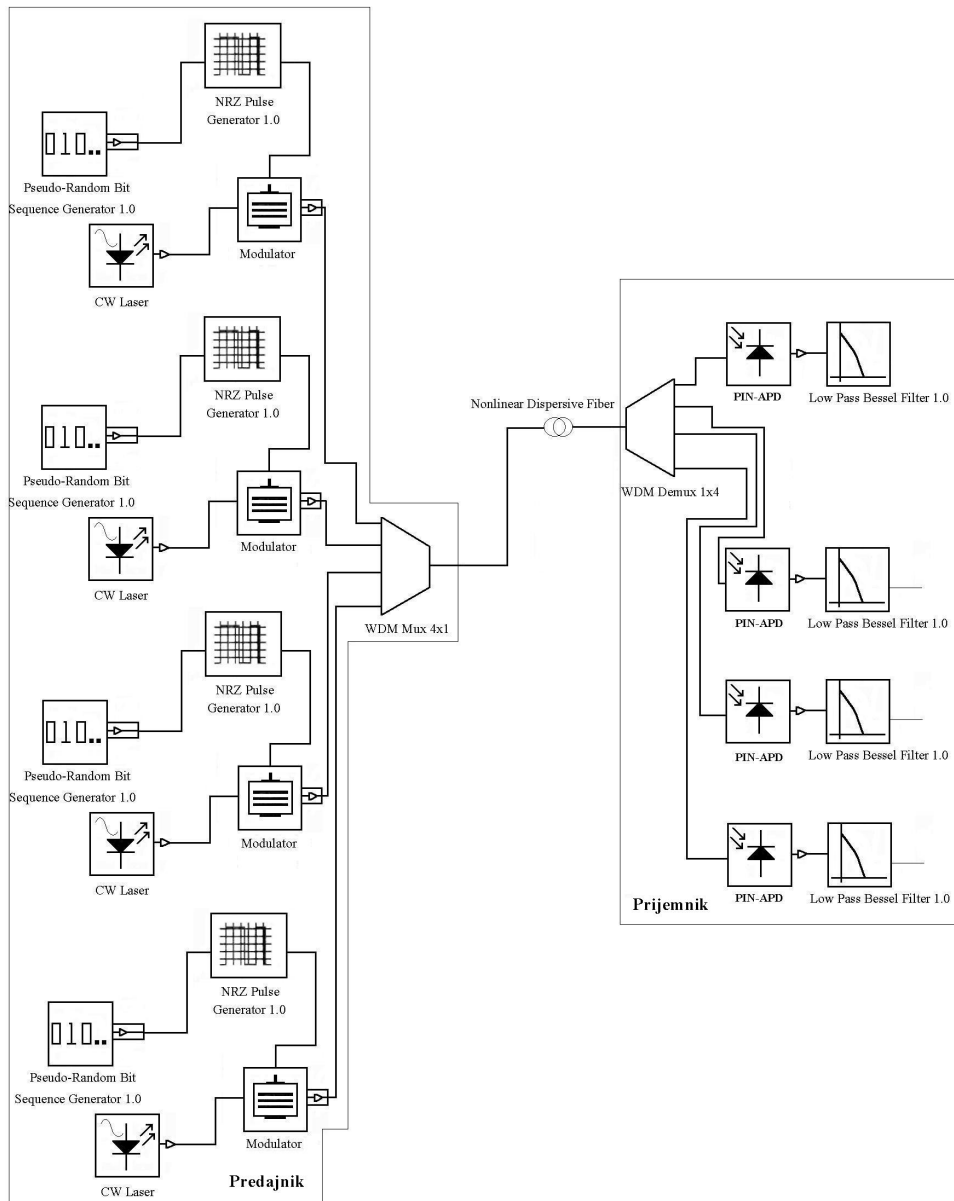 NRZ Pulse
Generator 1.0
010..
Pseudo-Random Bit
Sequence Generator 1.0
Modulator
CW Laser
NRZ Pulse
Generator 1.0
010..
Pseudo-Random Bit
Sequence Generator 1.0
Modulator
CW Laser
WDM Mux 4x1
NRZ Pulse
Generator 1.0
010..
Pseudo-Random Bit
Sequence Generator 1.0
Modulator
CW Laser
NRZ Pulse
Generator 1.0
010..
Pseudo-Random Bit
Sequence Generator 1.0
Modulator
CW Laser
Predajnik
Nonlinear Dispersive Fiber
WDM Demux 1x4
PIN-APD
Low Pass Bessel Filter 1.0
PIN-APD
Low Pass Bessel Filter 1.0
PIN-APD
Low Pass Bessel Filter 1.0
PIN-APD
Low Pass Bessel Filter 1.0
Prijemnik